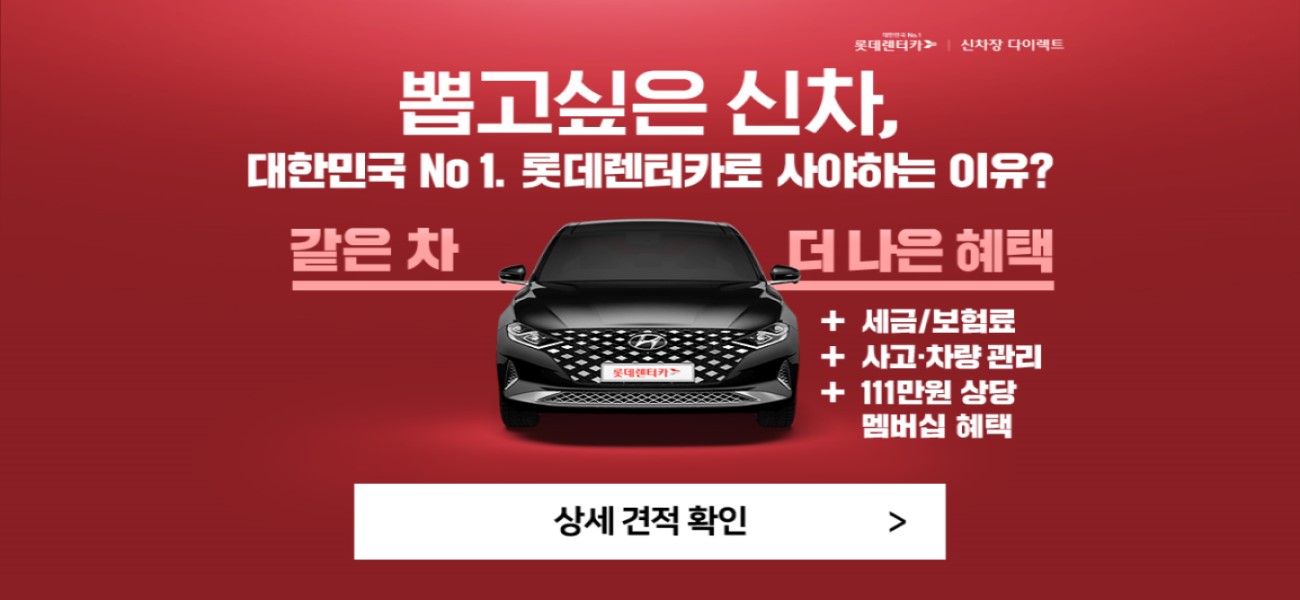 대한민국 No.1
롯데렌터카 | 신차장 다이렉트
뽑고싶은 신차,
대한민국 No 1. 롯데렌터카로 사야하는 이유?
같은 차
더 나은 혜택
+ 세금/보험료
+ 사고·차량 관리
+ 111만원 상당
멤버십 혜택
롯데렌터카
상세 견적 확인 >